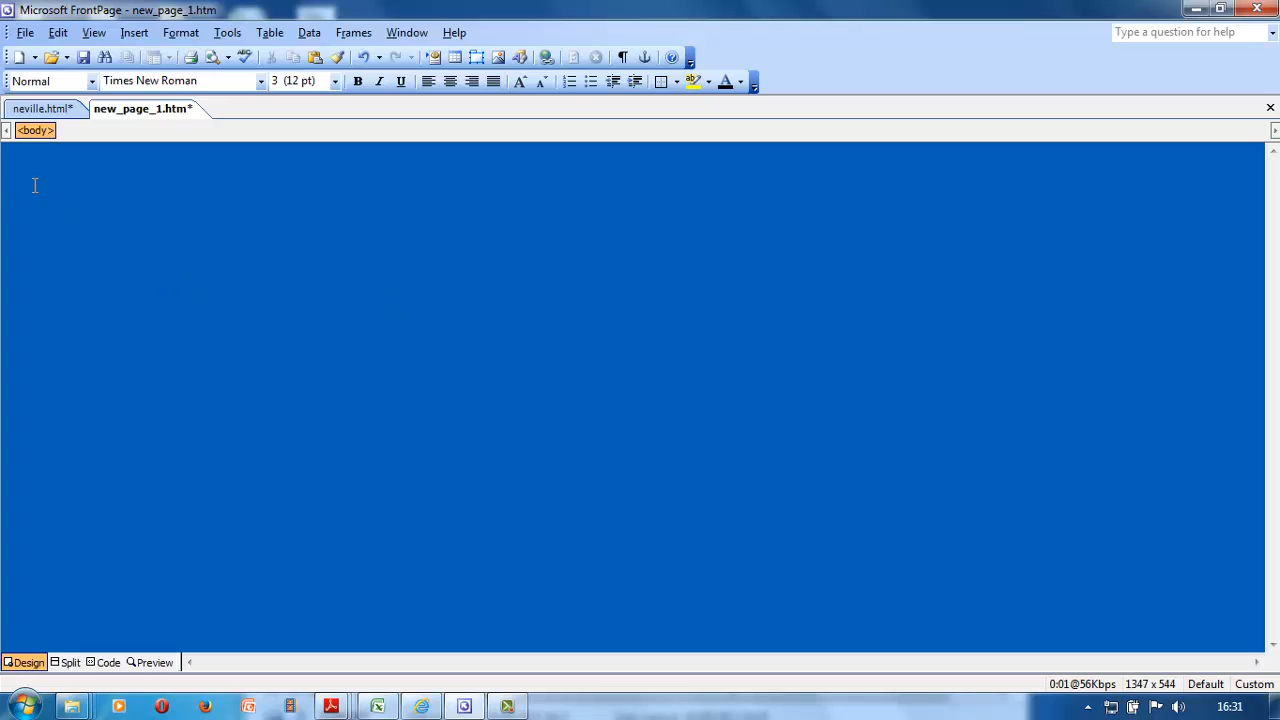 Microsoft FrontPage - new_page_1.htm
File Edit View Insert Format Tools Table Data Frames Window Help
Type a question for help
Normal Times New Roman 3 (12 pt) B I U A A ab A
neville.html* new_page_1.htm*
<body>
Design Split Code Preview
0:01@56Kbps 1347 x 544 Default Custom
16:31